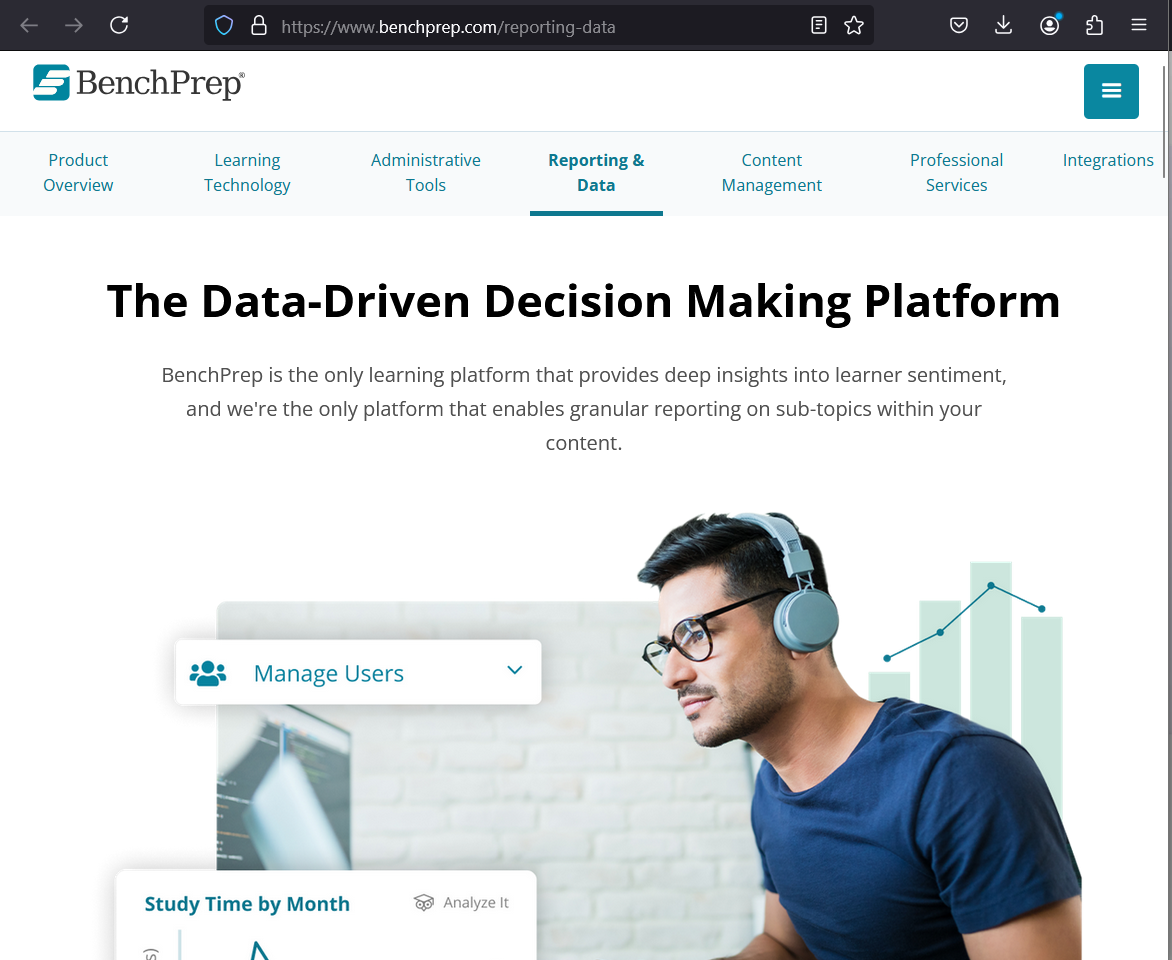 https://www.benchprep.com/reporting-data
BenchPrep®
Product Overview
Learning Technology
Administrative Tools
Reporting & Data
Content Management
Professional Services
Integrations
The Data-Driven Decision Making Platform
BenchPrep is the only learning platform that provides deep insights into learner sentiment,
and we're the only platform that enables granular reporting on sub-topics within your
content.
Manage Users
Study Time by Month
Analyze It